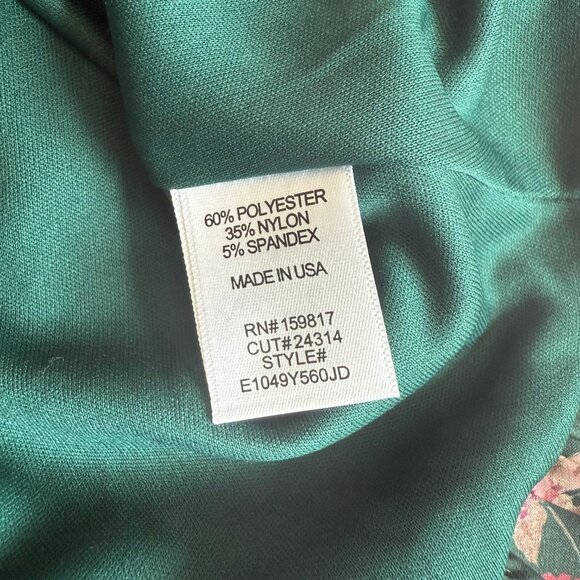 60% POLYESTER
35% NYLON
5% SPANDEX
MADE IN USA
RN#159817
CUT#24314
STYLE#
E1049Y560JD